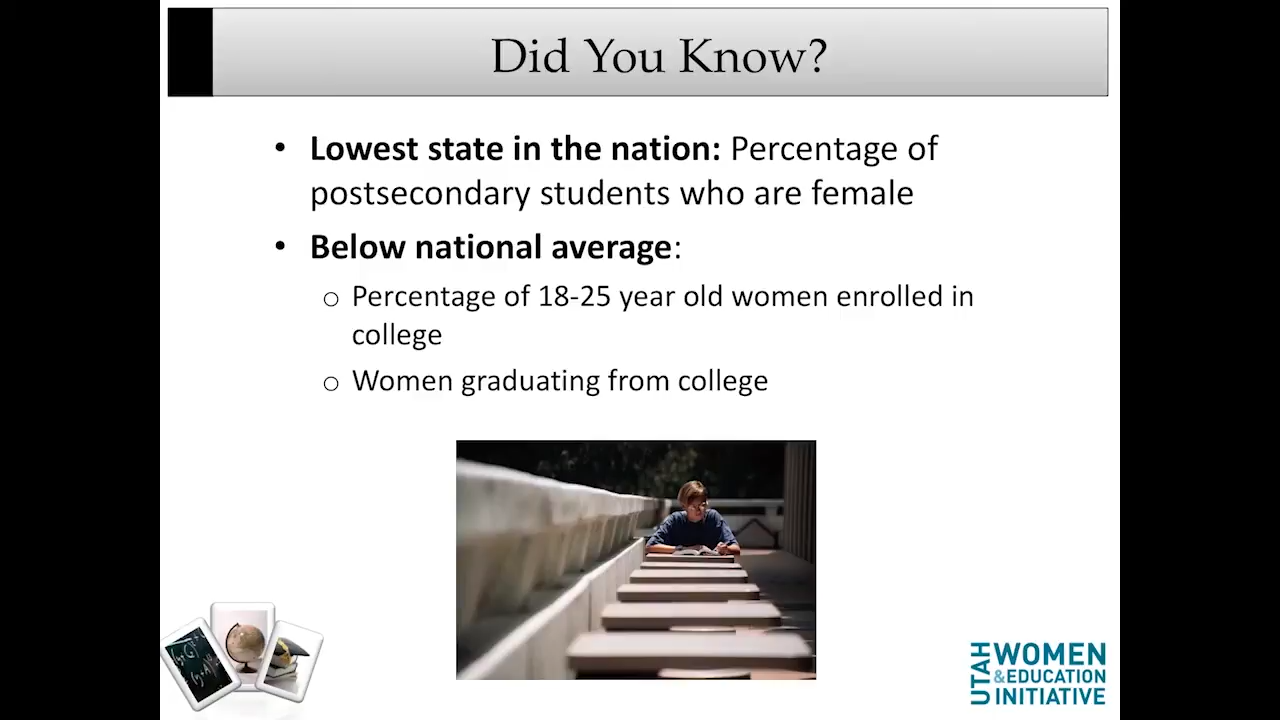 Did You Know?
• Lowest state in the nation: Percentage of
postsecondary students who are female
• Below national average:
o Percentage of 18-25 year old women enrolled in
college
o Women graduating from college
UTAH
WOMEN
&EDUCATION
INITIATIVE